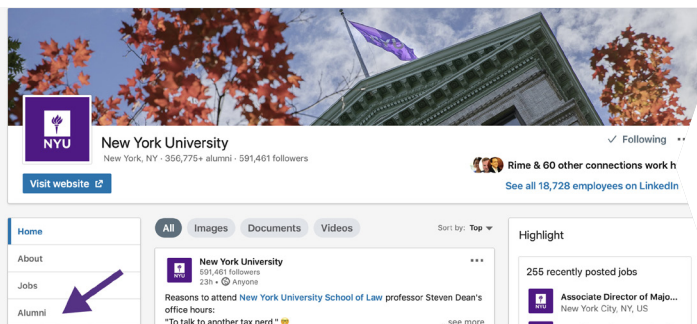 NYU
New York University
New York, NY · 356,775+ alumni · 591,461 followers
Visit website
Following
Rime & 60 other connections work h
See all 18,728 employees on LinkedIn
Home
About
Jobs
Alumni
All Images Documents Videos
Sort by: Top
NYU
New York University
591,461 followers
23h • Anyone
Reasons to attend New York University School of Law professor Steven Dean's
office hours:
"To talk to another tax nerd."
...see more
Highlight
255 recently posted jobs
NYU
Associate Director of Majo...
New York City, NY, US